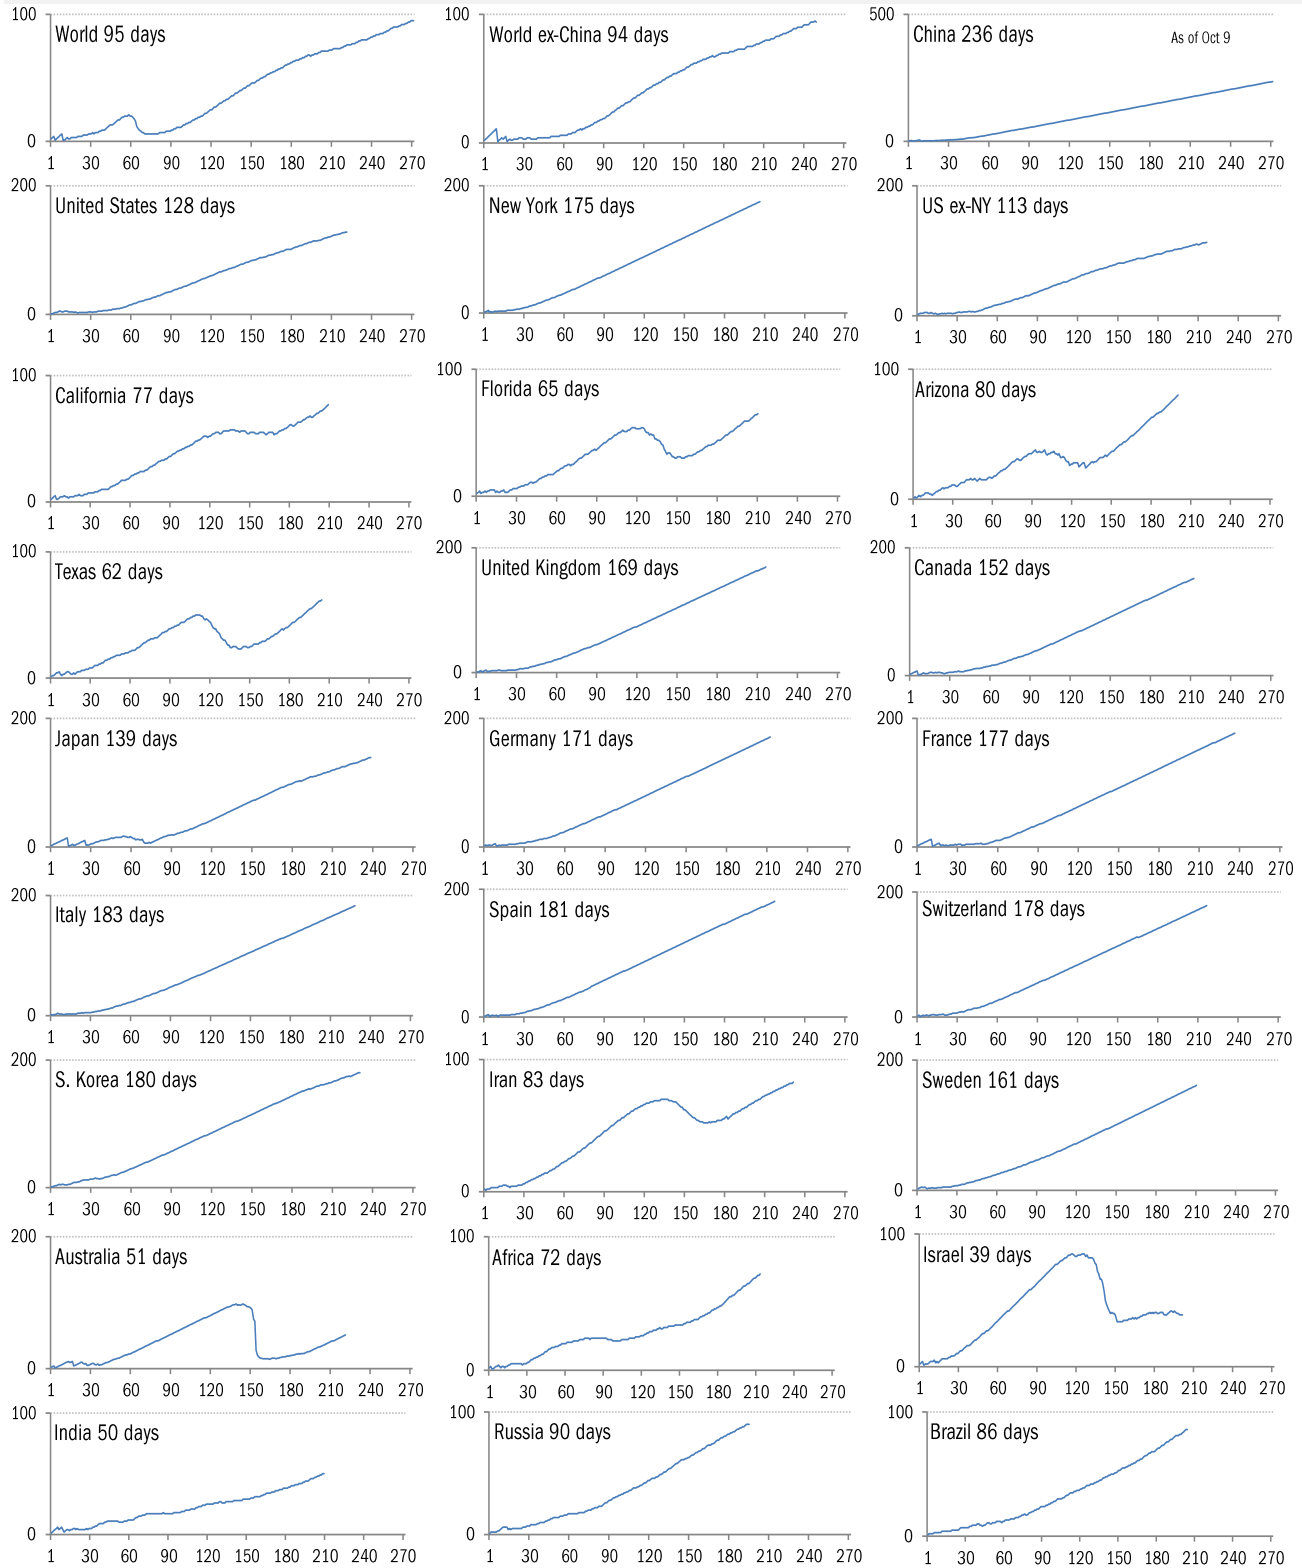 World 95 days
100
0
1 30 60 90 120 150 180 210 240 270
World ex-China 94 days
100
0
1 30 60 90 120 150 180 210 240 270
China 236 days
As of Oct 9
500
0
1 30 60 90 120 150 180 210 240 270
United States 128 days
200
0
1 30 60 90 120 150 180 210 240 270
New York 175 days
200
0
1 30 60 90 120 150 180 210 240 270
US ex-NY 113 days
200
0
1 30 60 90 120 150 180 210 240 270
California 77 days
100
0
1 30 60 90 120 150 180 210 240 270
Florida 65 days
100
0
1 30 60 90 120 150 180 210 240 270
Arizona 80 days
100
0
1 30 60 90 120 150 180 210 240 270
Texas 62 days
100
0
1 30 60 90 120 150 180 210 240 270
United Kingdom 169 days
200
0
1 30 60 90 120 150 180 210 240 270
Canada 152 days
200
0
1 30 60 90 120 150 180 210 240 270
Japan 139 days
200
0
1 30 60 90 120 150 180 210 240 270
Germany 171 days
200
0
1 30 60 90 120 150 180 210 240 270
France 177 days
200
0
1 30 60 90 120 150 180 210 240 270
Italy 183 days
200
0
1 30 60 90 120 150 180 210 240 270
Spain 181 days
200
0
1 30 60 90 120 150 180 210 240 270
Switzerland 178 days
200
0
1 30 60 90 120 150 180 210 240 270
S. Korea 180 days
200
0
1 30 60 90 120 150 180 210 240 270
Iran 83 days
100
0
1 30 60 90 120 150 180 210 240 270
Sweden 161 days
200
0
1 30 60 90 120 150 180 210 240 270
Australia 51 days
200
0
1 30 60 90 120 150 180 210 240 270
Africa 72 days
100
0
1 30 60 90 120 150 180 210 240 270
Israel 39 days
100
0
1 30 60 90 120 150 180 210 240 270
India 50 days
100
0
1 30 60 90 120 150 180 210 240 270
Russia 90 days
100
0
1 30 60 90 120 150 180 210 240 270
Brazil 86 days
100
0
1 30 60 90 120 150 180 210 240 270